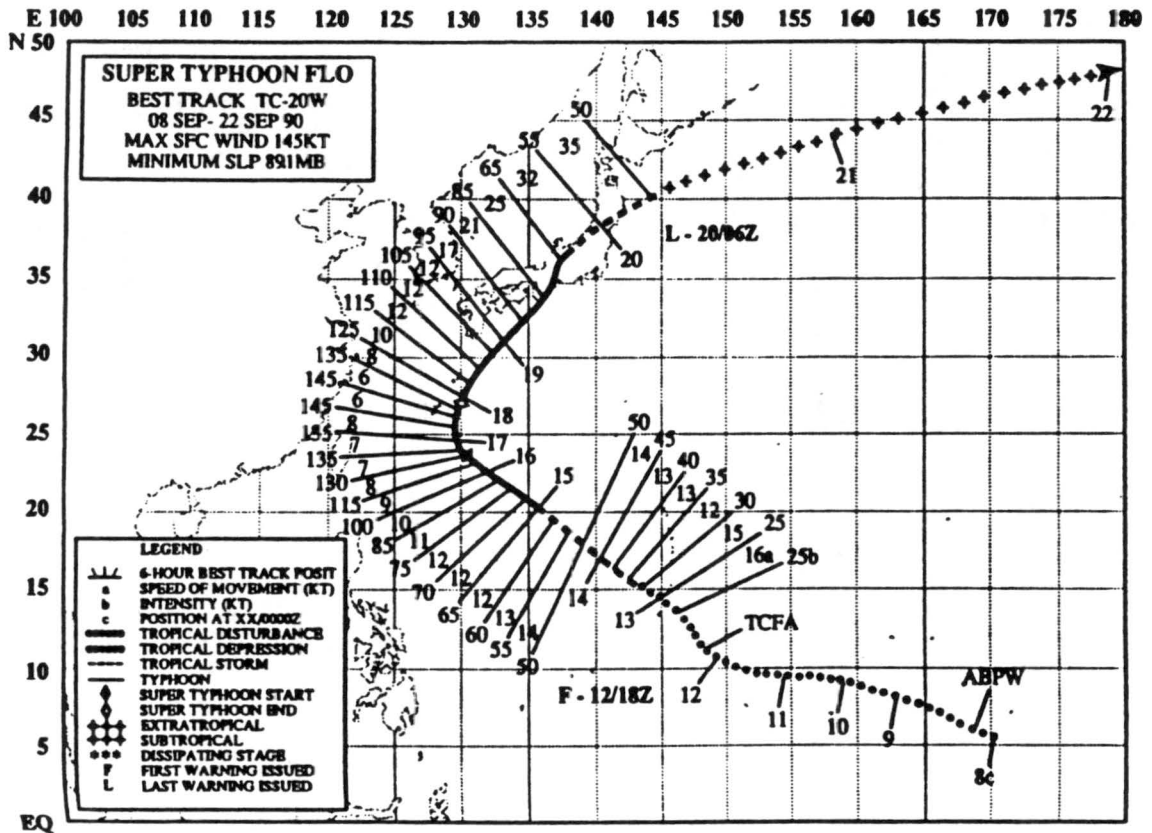 E 100 105 110 115 120 125 130 135 140 145 150 155 160 165 170 175 180
N 50
SUPER TYPHOON FLO
BEST TRACK TC-20W
08 SEP- 22 SEP 90
MAX SFC WIND 145KT
MINIMUM SLP 891MB
45
40
35
30
25
20
15
10
5
EQ
50
35
55
32
65
25
85
21
90
17
95
12
105
12
110
12
115
10
125
8
135
6
145
6
145
8
7
135
7
130
8
115
9
100
10
85
11
75
12
70
12
65
12
60
13
55
14
50
22
21
L - 20/06Z
20
19
18
17
16
15
50
45
14
40
13
35
13
30
12
25
15
25b
16a
14
13
TCFA
12
F - 12/18Z
11
10
9
ABPW
8c
LEGEND
6-HOUR BEST TRACK POSIT
a SPEED OF MOVEMENT (KT)
b INTENSITY (KT)
c POSITION AT XX/0000Z
TROPICAL DISTURBANCE
TROPICAL DEPRESSION
TROPICAL STORM
TYPHOON
SUPER TYPHOON START
SUPER TYPHOON END
EXTRATROPICAL
SUBTROPICAL
DISSIPATING STAGE
F FIRST WARNING ISSUED
L LAST WARNING ISSUED